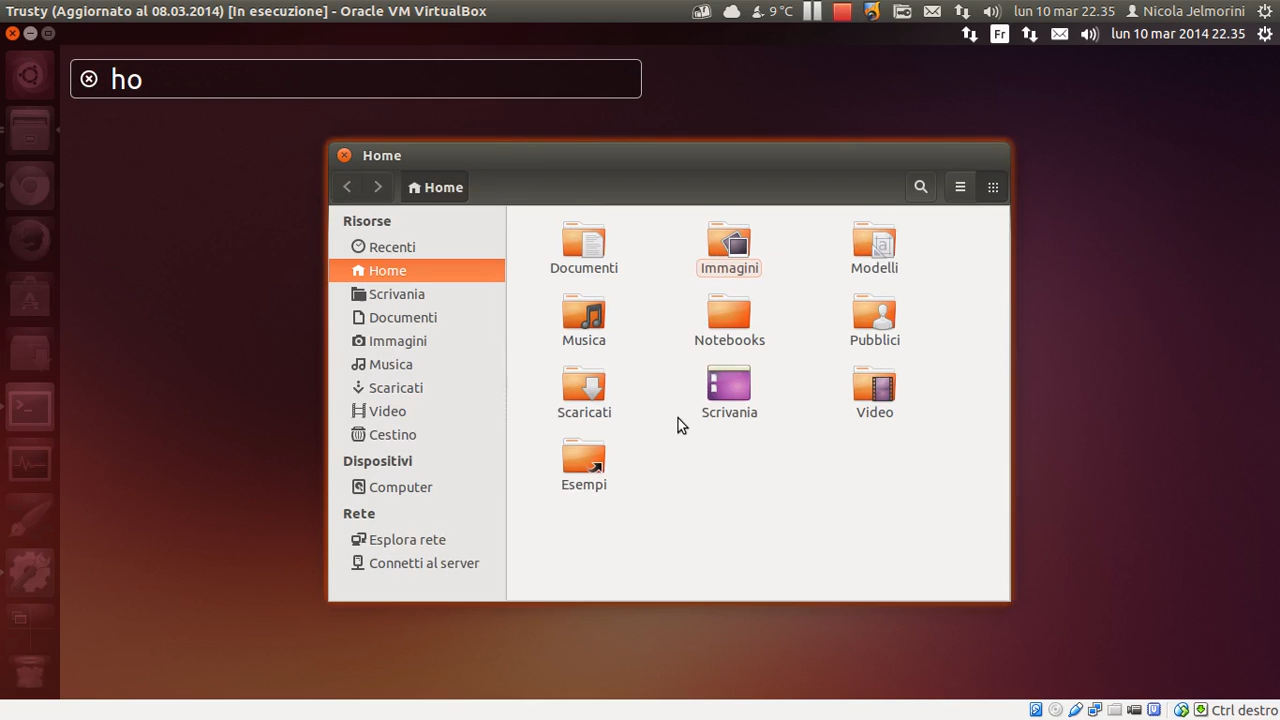 Trusty (Aggiornato al 08.03.2014) [In esecuzione] - Oracle VM VirtualBox
9 °C
lun 10 mar 22.35
Nicola Jelmorini
Fr
lun 10 mar 2014 22.35
ho
Home
Home
Risorse
Recenti
Home
Scrivania
Documenti
Immagini
Musica
Scaricati
Video
Cestino
Dispositivi
Computer
Rete
Esplora rete
Connetti al server
Documenti
Immagini
Modelli
Musica
Notebooks
Pubblici
Scaricati
Scrivania
Video
Esempi
Ctrl destro